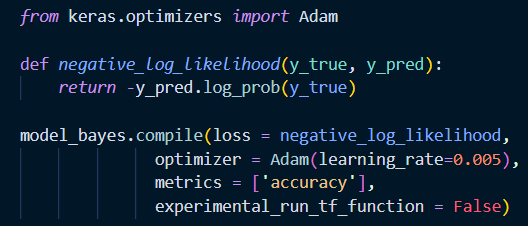 from keras.optimizers import Adam
def negative_log_likelihood(y_true, y_pred):
    return -y_pred.log_prob(y_true)
model_bayes.compile(loss = negative_log_likelihood,
                    optimizer = Adam(learning_rate=0.005),
                    metrics = ['accuracy'],
                    experimental_run_tf_function = False)